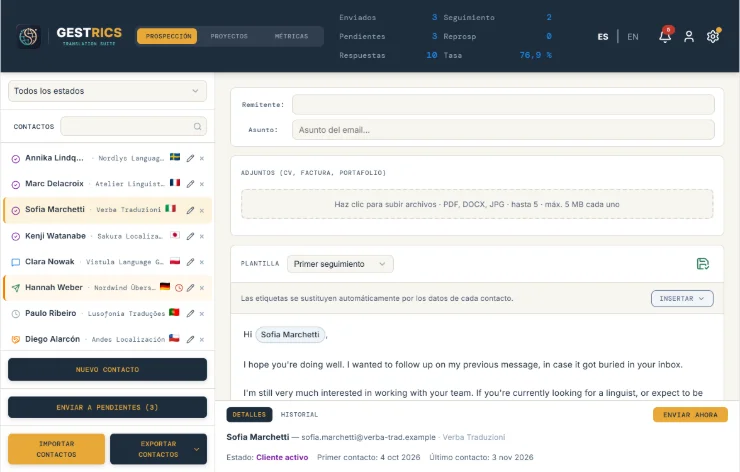 GESTRICS
TRANSLATION SUITE
PROSPECCIÓN PROYECTOS MÉTRICAS
Enviados 3 Seguimiento 2
Pendientes 3 Reprosp 0
Respuestas 10 Tasa 76,9 %
ES EN
Todos los estados
CONTACTOS
Annika Lindq… · Nordlys Languag…
Marc Delacroix · Atelier Linguist…
Sofia Marchetti · Verba Traduzioni
Kenji Watanabe · Sakura Localiza…
Clara Nowak · Vistula Language G…
Hannah Weber · Nordwind Übers…
Paulo Ribeiro · Lusofonia Traduções
Diego Alarcón · Andes Localización
NUEVO CONTACTO
ENVIAR A PENDIENTES (3)
IMPORTAR CONTACTOS
EXPORTAR CONTACTOS
Remitente:
Asunto: Asunto del email...
ADJUNTOS (CV, FACTURA, PORTAFOLIO)
Haz clic para subir archivos · PDF, DOCX, JPG · hasta 5 · máx. 5 MB cada uno
PLANTILLA Primer seguimiento
Las etiquetas se sustituyen automáticamente por los datos de cada contacto.
INSERTAR
Hi Sofia Marchetti,
I hope you're doing well. I wanted to follow up on my previous message, in case it got buried in your inbox.
I'm still very much interested in working with your team. If you're currently looking for a linguist, or expect to be
DETALLES HISTORIAL
ENVIAR AHORA
Sofia Marchetti — sofia.marchetti@verba-trad.example · Verba Traduzioni
Estado: Cliente activo Primer contacto: 4 oct 2026 Último contacto: 3 nov 2026